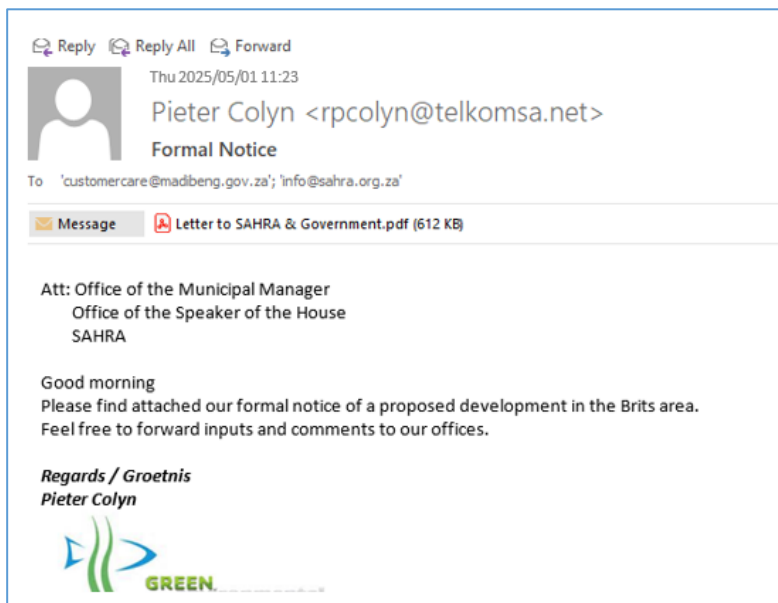 Reply Reply All Forward
Thu 2025/05/01 11:23
Pieter Colyn <rpcolyn@telkomsa.net>
Formal Notice
To 'customercare@madibeng.gov.za'; 'info@sahra.org.za'
Message Letter to SAHRA & Government.pdf (612 KB)
Att: Office of the Municipal Manager
Office of the Speaker of the House
SAHRA
Good morning
Please find attached our formal notice of a proposed development in the Brits area.
Feel free to forward inputs and comments to our offices.
Regards / Groetnis
Pieter Colyn
GREEN